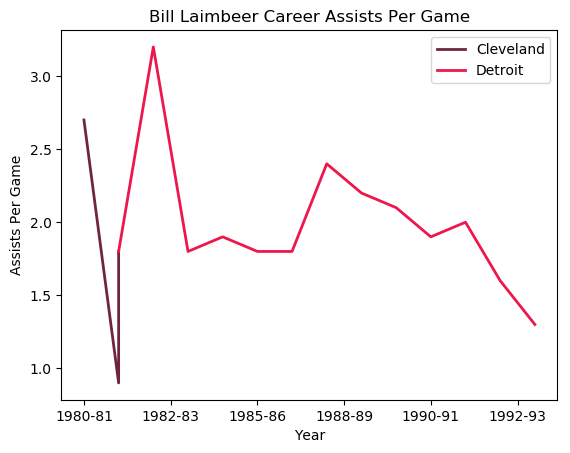 Bill Laimbeer Career Assists Per Game
Cleveland
Detroit
3.0
2.5
2.0
1.5
1.0
Assists Per Game
1980-81 1982-83 1985-86 1988-89 1990-91 1992-93
Year